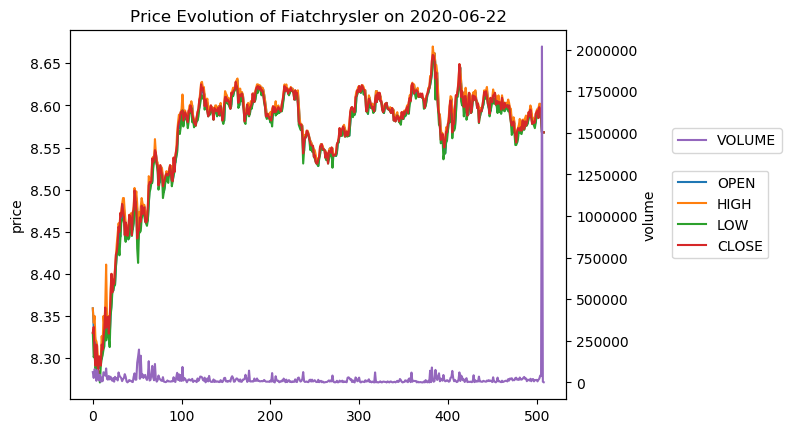 Price Evolution of Fiatchrysler on 2020-06-22
price
8.65
8.60
8.55
8.50
8.45
8.40
8.35
8.30
0
100
200
300
400
500
2000000
1750000
1500000
1250000
1000000
750000
500000
250000
0
volume
VOLUME
OPEN
HIGH
LOW
CLOSE